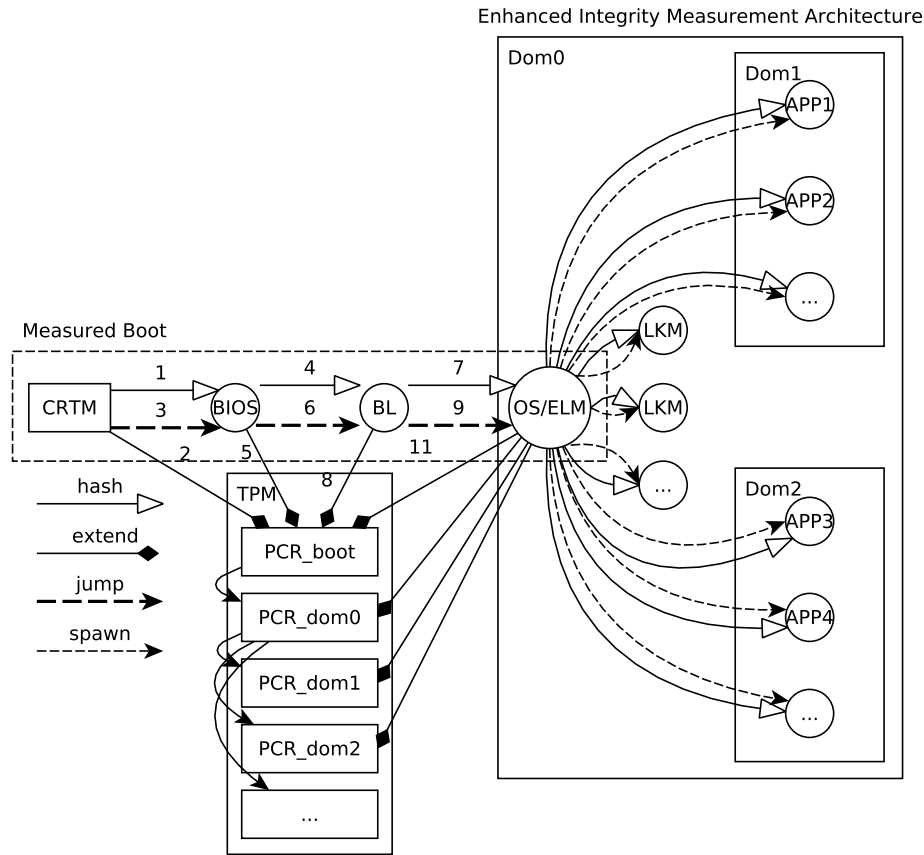 Enhanced Integrity Measurement Architecture
Dom0
Dom1
APP1
APP2
...
LKM
Measured Boot
1
4
7
CRTM
BIOS
BL
OS/ELM
LKM
3
6
9
2
5
11
8
...
hash
TPM
Dom2
extend
APP3
PCR_boot
jump
PCR_dom0
APP4
spawn
PCR_dom1
...
PCR_dom2
...